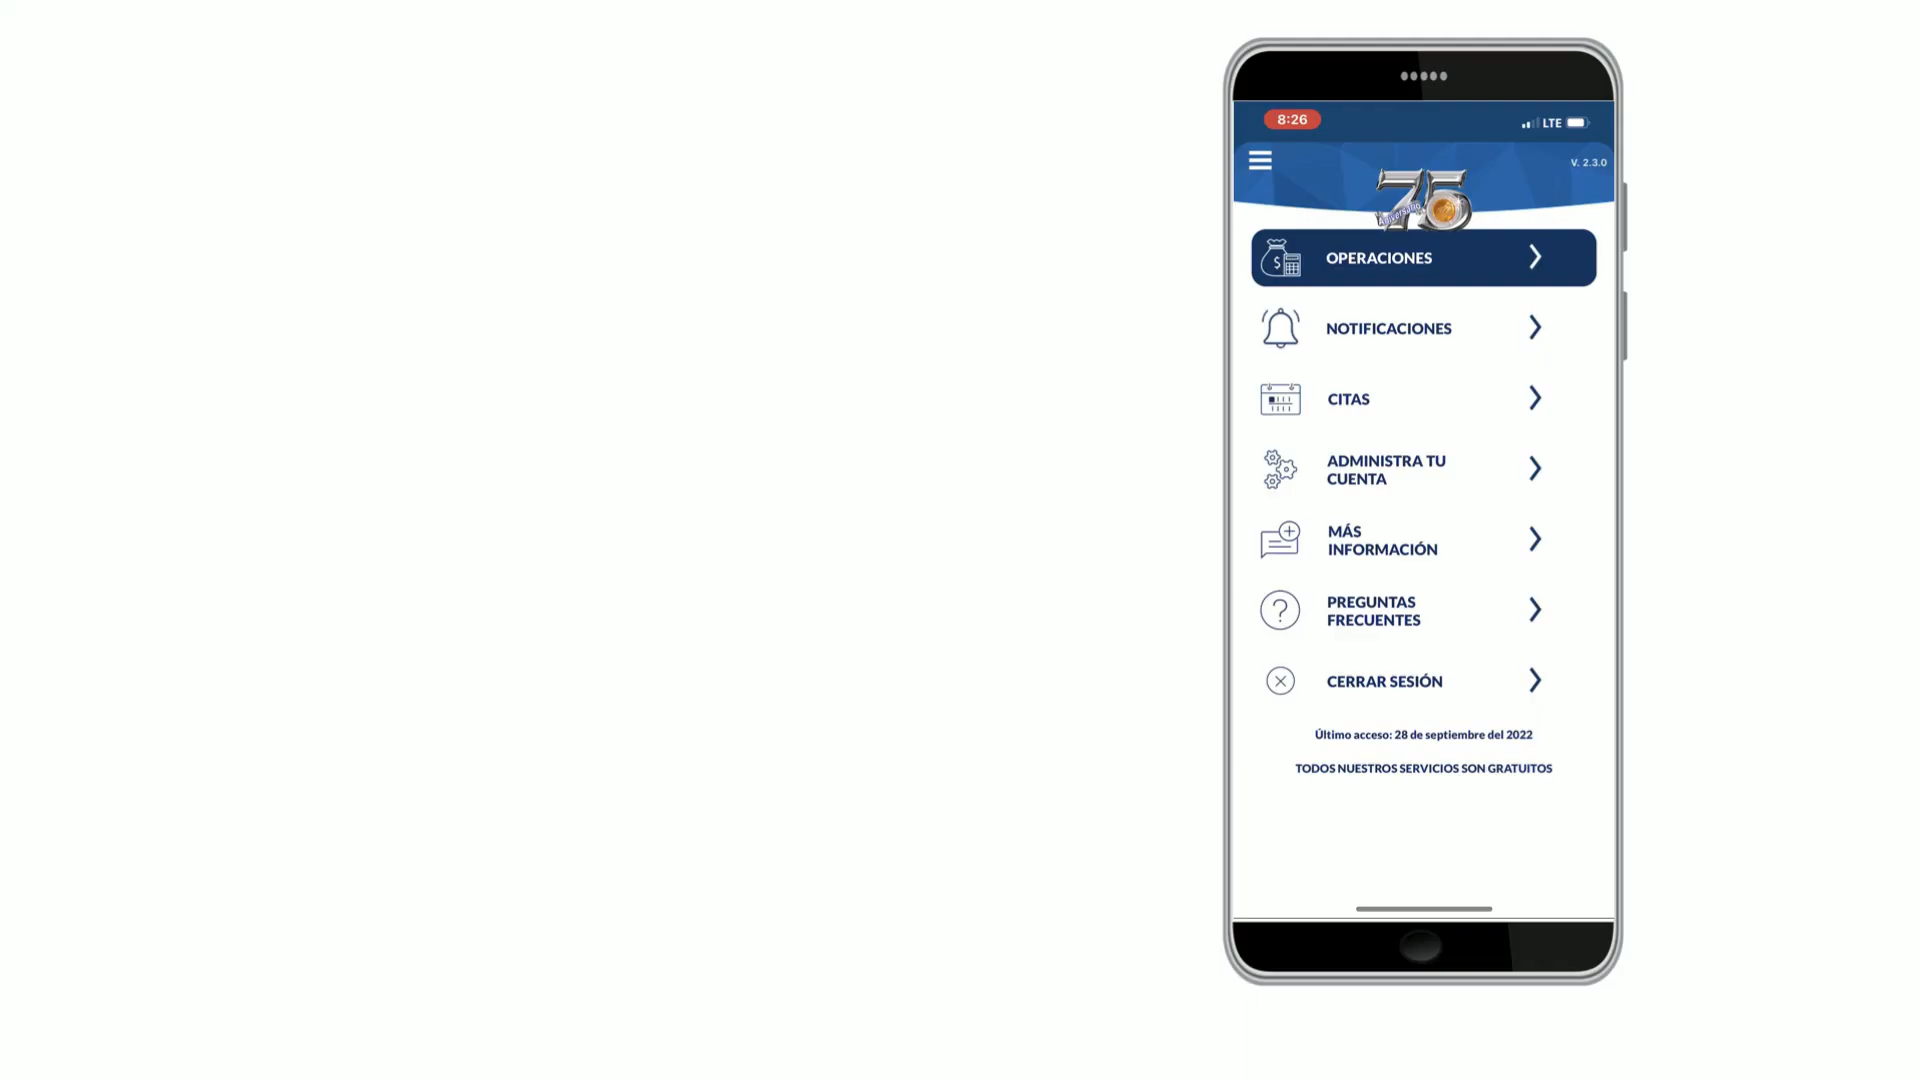 8:26
LTE
V. 2.3.0
75
Aniversario
$
OPERACIONES
NOTIFICACIONES
CITAS
ADMINISTRA TU
CUENTA
MÁS
INFORMACIÓN
?
PREGUNTAS
FRECUENTES
CERRAR SESIÓN
Último acceso: 28 de septiembre del 2022
TODOS NUESTROS SERVICIOS SON GRATUITOS